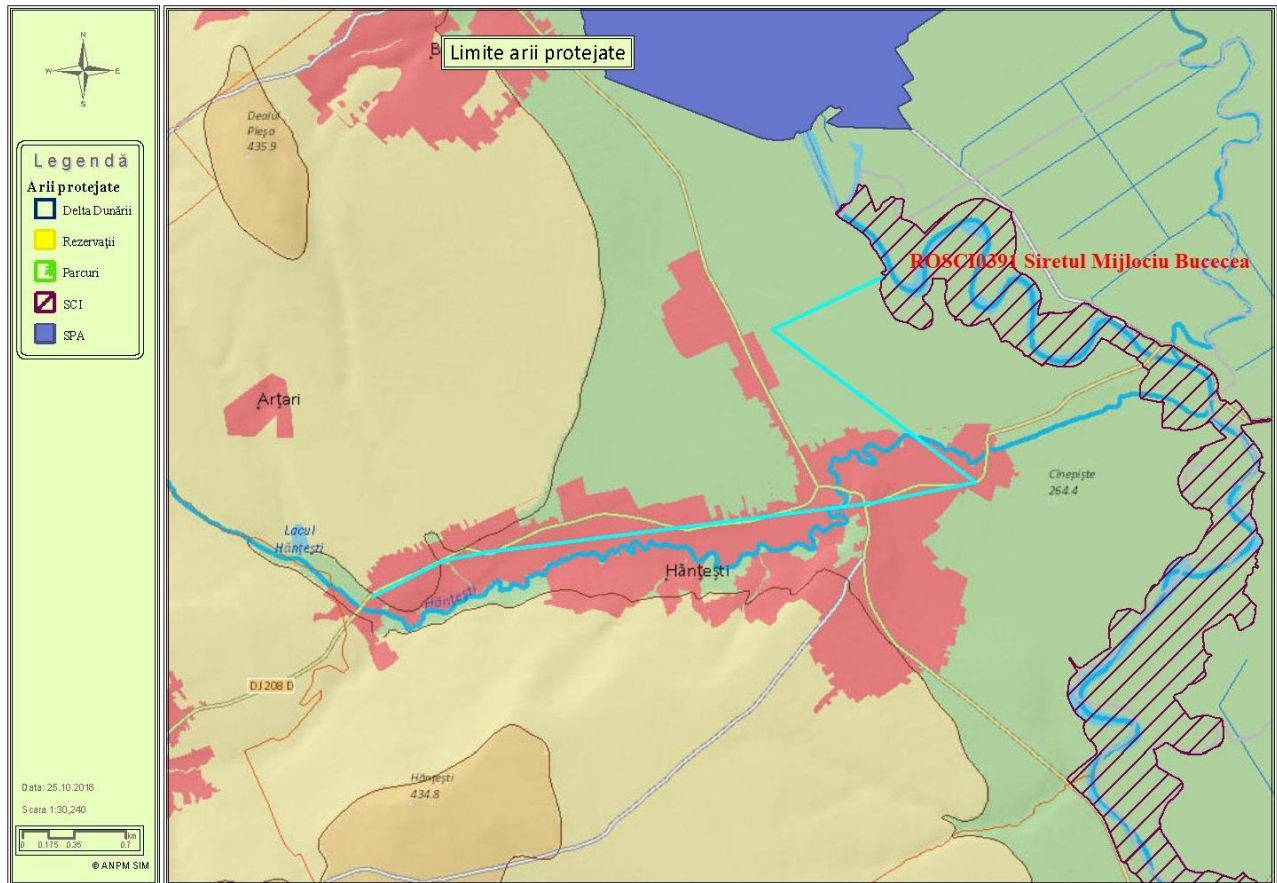 N
W E
S
Legendă
Arii protejate
Delta Dunării
Rezervații
Parcuri
SCI
SPA
Data: 25.10.2018
Scara 1:30,240
km
0 0.175 0.35 0.7
© ANPM SIM
B
Limite arii protejate
Dealul
Pleșa
435.9
ROSCI0391 Siretul Mijlociu Bucecea
Arțari
Cinepiște
264.4
Lacul
Hănțești
Hănțești
Hănțești
DJ 208 D
Hănțești
434.8